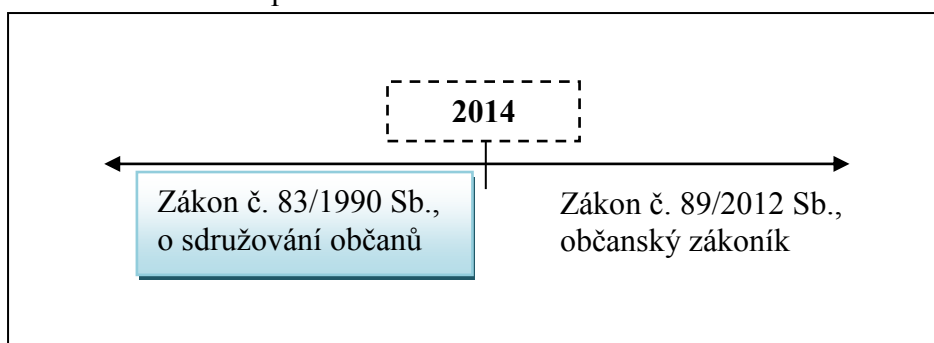 2014
Zákon č. 83/1990 Sb.,
o sdružování občanů
Zákon č. 89/2012 Sb.,
občanský zákoník